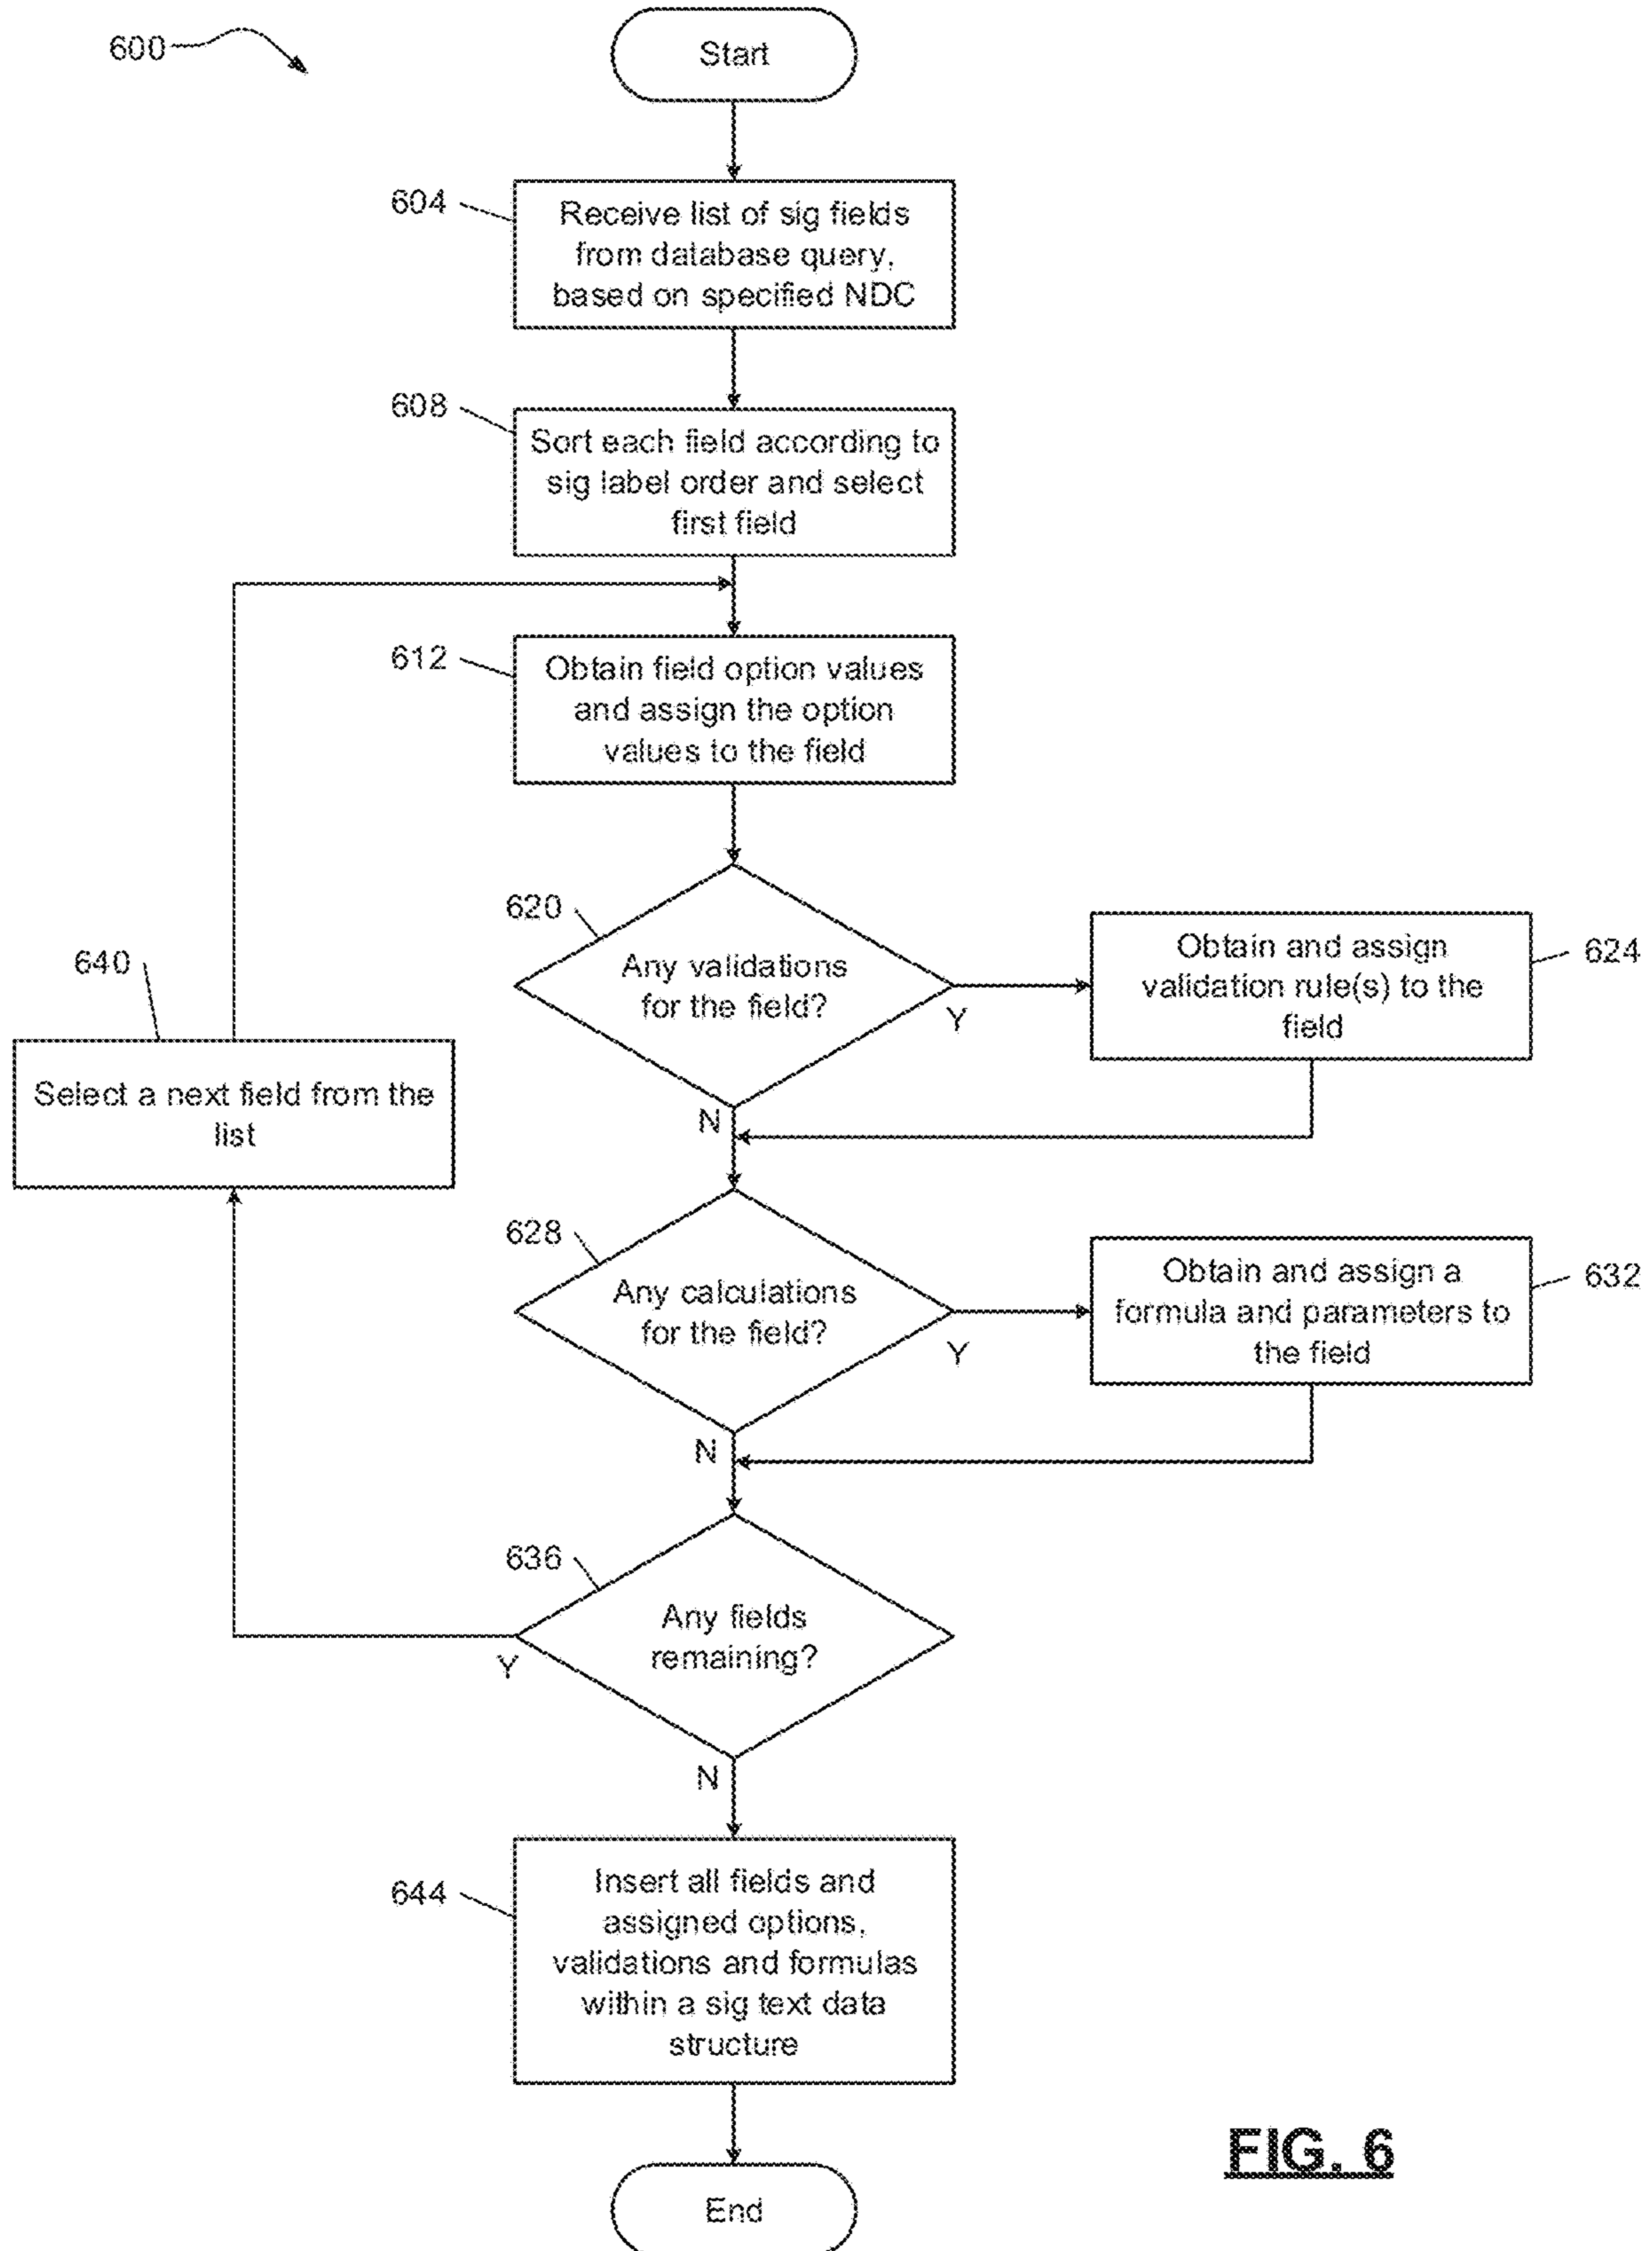 600
Start
604
Receive list of sig fields
from database query,
based on specified NDC
608
Sort each field according to
sig label order and select
first field
612
Obtain field option values
and assign the option
values to the field
620
Any validations
for the field?
Y
N
Obtain and assign
validation rule(s) to the
field
624
640
Select a next field from the
list
628
Any calculations
for the field?
Y
N
Obtain and assign a
formula and parameters to
the field
632
636
Any fields
remaining?
Y
N
644
Insert all fields and
assigned options,
validations and formulas
within a sig text data
structure
End
FIG. 6